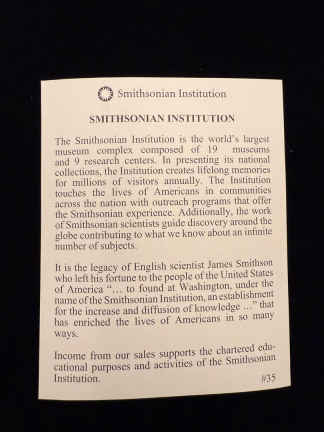 Smithsonian Institution
SMITHSONIAN INSTITUTION
The Smithsonian Institution is the world's largest
museum complex composed of 19 museums
and 9 research centers. In presenting its national
collections, the Institution creates lifelong memories
for millions of visitors annually. The Institution
touches the lives of Americans in communities
across the nation with outreach programs that offer
the Smithsonian experience. Additionally, the work
of Smithsonian scientists guide discovery around the
globe contributing to what we know about an infinite
number of subjects.
It is the legacy of English scientist James Smithson
who left his fortune to the people of the United States
of America “… to found at Washington, under the
name of the Smithsonian Institution, an establishment
for the increase and diffusion of knowledge …” that
has enriched the lives of Americans in so many
ways.
Income from our sales supports the chartered edu-
cational purposes and activities of the Smithsonian
Institution.
#35